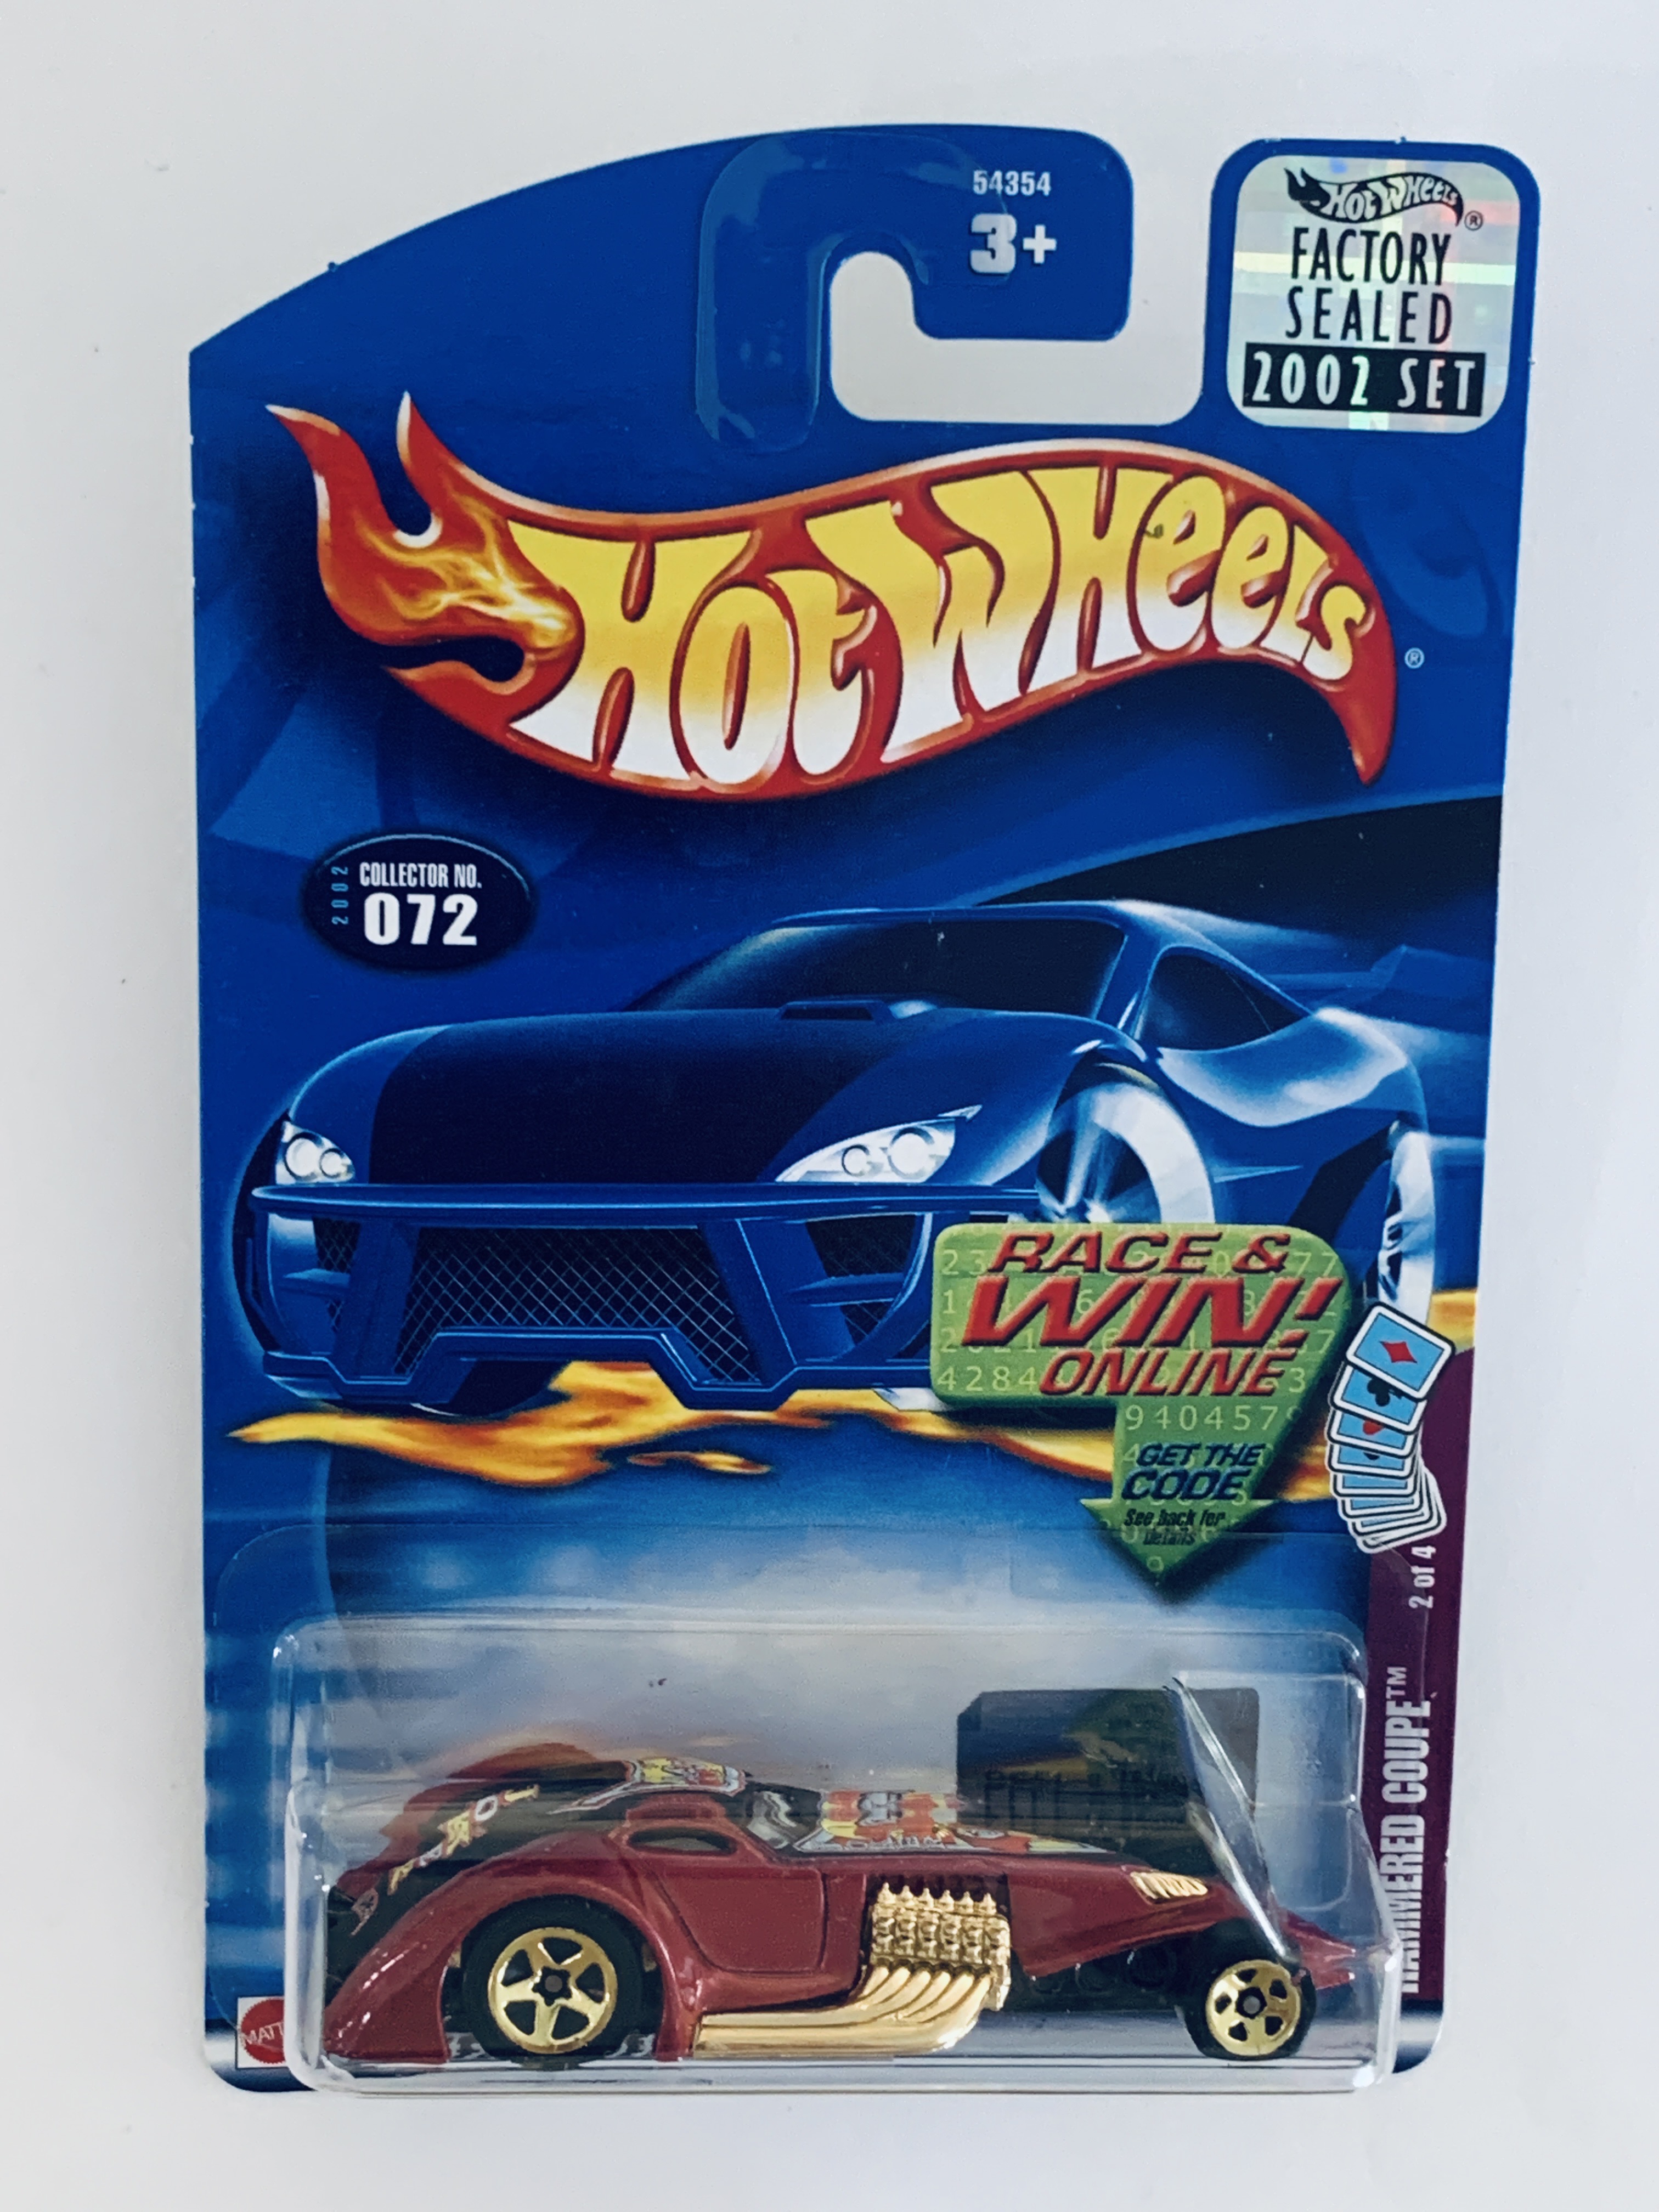 54354
3+
Hot Wheels®
FACTORY
SEALED
2002 SET
Hot Wheels®
2002
COLLECTOR NO.
072
RACE &
WIN!
ONLINE
GET THE
CODE
See back for
details
2 of 4
HAMMERED COUPE™
JOKER